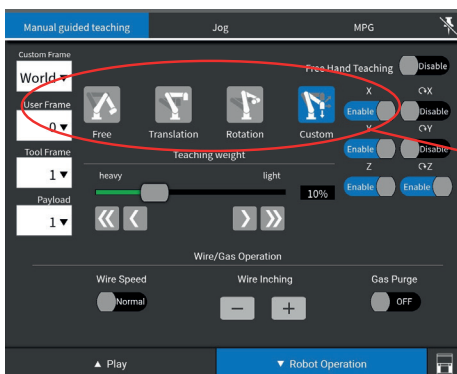 Manual guided teaching Jog MPG
Custom Frame
World ▾
Free Hand Teaching Disable
User Frame
0 ▾
X ↷X
Enable Disable
Free Translation Rotation Custom
Y ↷Y
Tool Frame
1 ▾
Teaching weight
Enable Disable
heavy light
Z ↷Z
10%
Enable Enable
Payload
1 ▾
Wire/Gas Operation
Wire Speed Wire Inching Gas Purge
Normal − + OFF
▲ Play ▼ Robot Operation